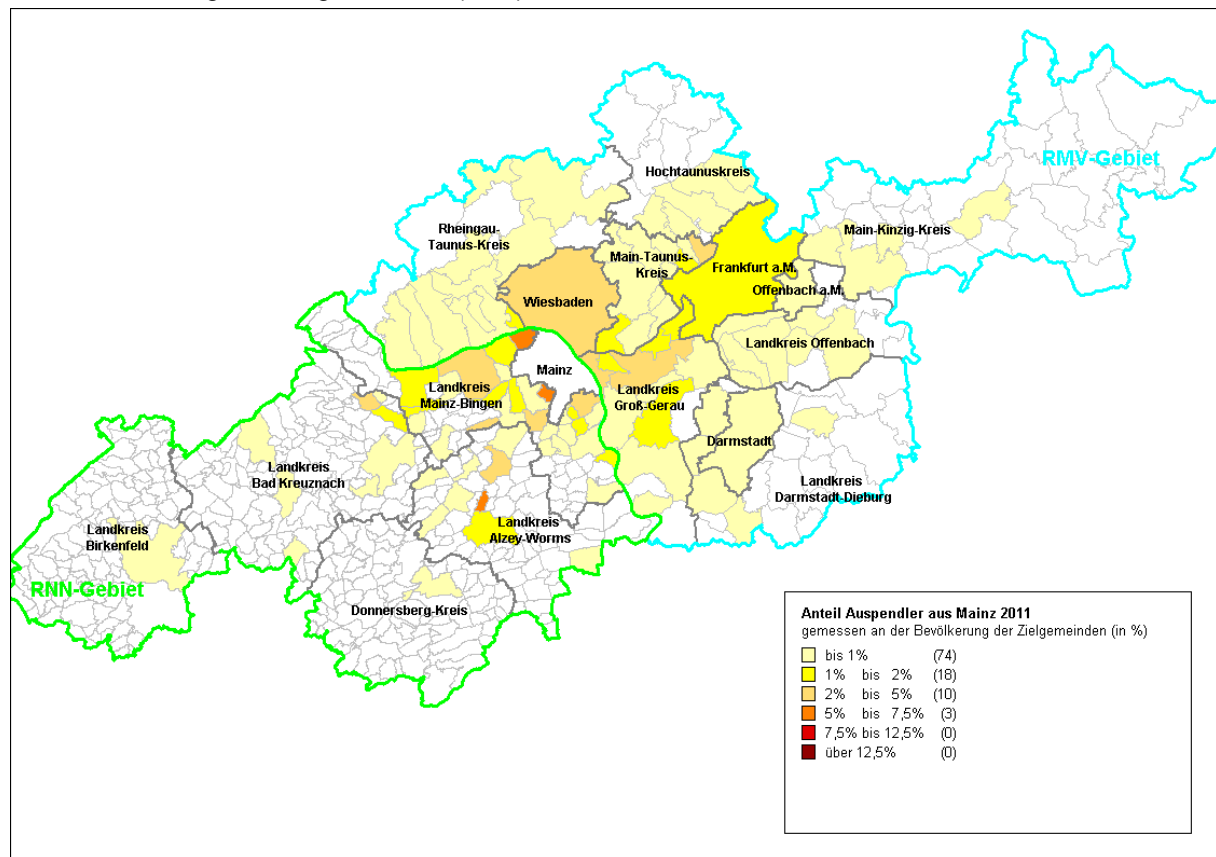 RMV-Gebiet
Hochtaunuskreis
Rheingau-
Taunus-Kreis
Main-Kinzig-Kreis
Main-Taunus-
Kreis
Frankfurt a.M.
Offenbach a.M.
Wiesbaden
Landkreis Offenbach
Mainz
Landkreis
Mainz-Bingen
Landkreis
Groß-Gerau
Darmstadt
Landkreis
Bad Kreuznach
Landkreis
Darmstadt-Dieburg
Landkreis
Alzey-Worms
Landkreis
Birkenfeld
RNN-Gebiet
Donnersberg-Kreis
Anteil Auspendler aus Mainz 2011
gemessen an der Bevölkerung der Zielgemeinden (in %)
bis 1% (74)
1% bis 2% (18)
2% bis 5% (10)
5% bis 7,5% (3)
7,5% bis 12,5% (0)
über 12,5% (0)